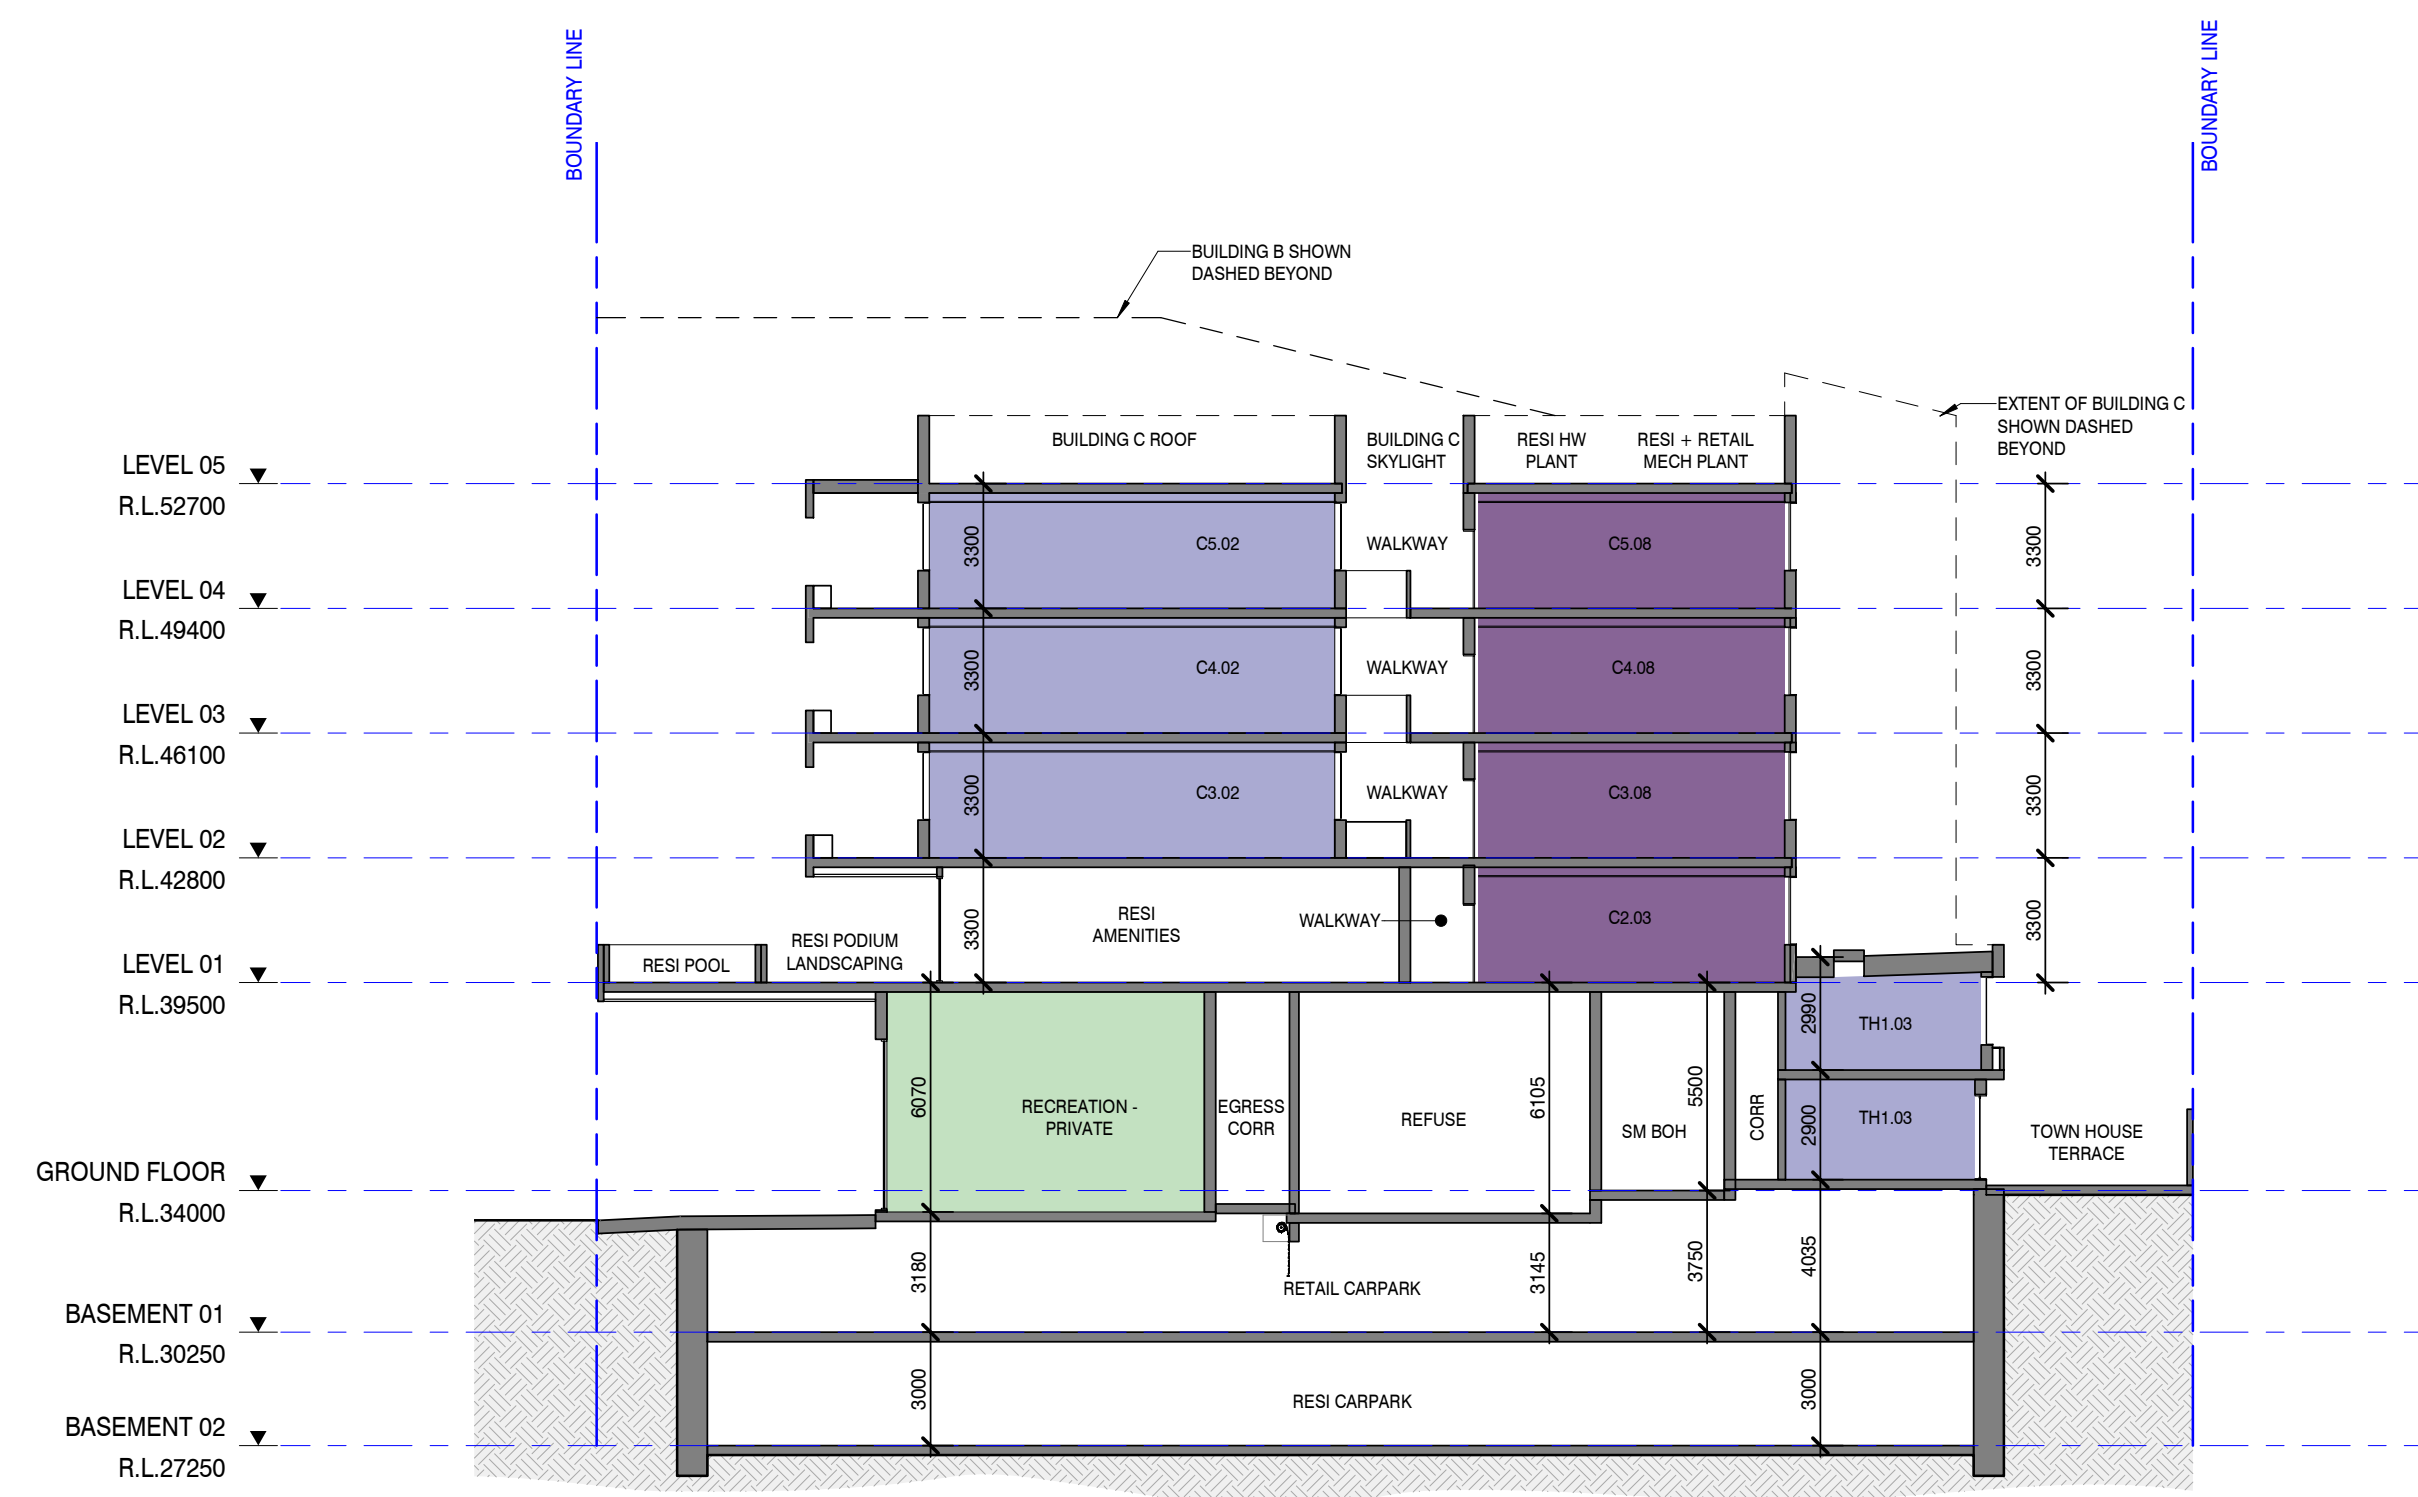 BOUNDARY LINE
BOUNDARY LINE
BUILDING B SHOWN
DASHED BEYOND
EXTENT OF BUILDING C
SHOWN DASHED
BEYOND
BUILDING C ROOF
BUILDING C
SKYLIGHT
RESI HW
PLANT
RESI + RETAIL
MECH PLANT
LEVEL 05
R.L.52700
3300
C5.02
WALKWAY
C5.08
3300
LEVEL 04
R.L.49400
3300
C4.02
WALKWAY
C4.08
3300
LEVEL 03
R.L.46100
3300
C3.02
WALKWAY
C3.08
3300
LEVEL 02
R.L.42800
3300
RESI
AMENITIES
WALKWAY
C2.03
3300
RESI POOL
RESI PODIUM
LANDSCAPING
LEVEL 01
R.L.39500
2990
TH1.03
6070
RECREATION -
PRIVATE
EGRESS
CORR
6105
REFUSE
5500
SM BOH
CORR
2900
TH1.03
TOWN HOUSE
TERRACE
GROUND FLOOR
R.L.34000
3180
RETAIL CARPARK
3145
3750
4035
BASEMENT 01
R.L.30250
3000
RESI CARPARK
3000
BASEMENT 02
R.L.27250